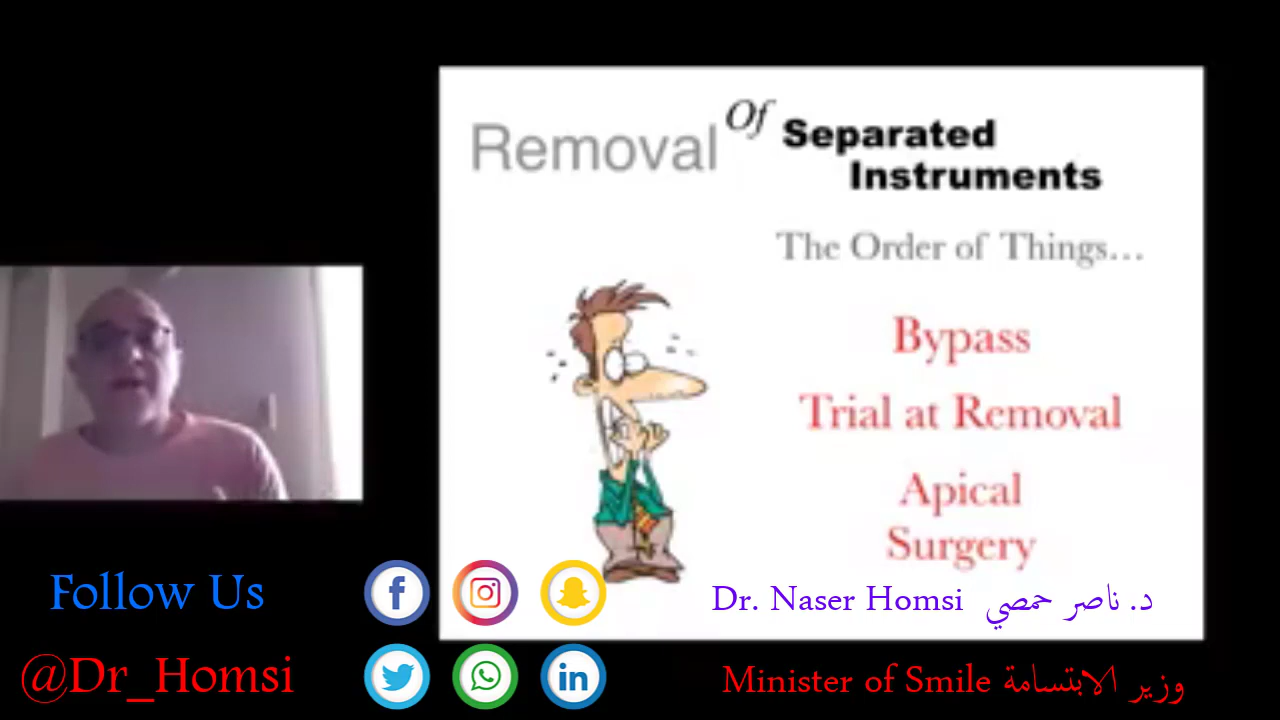 Removal Of Separated
Instruments
The Order of Things...
Bypass
Trial at Removal
Apical
Surgery
Follow Us
Dr. Naser Homsi د. ناصر حمصي
@Dr_Homsi
Minister of Smile وزير الابتسامة